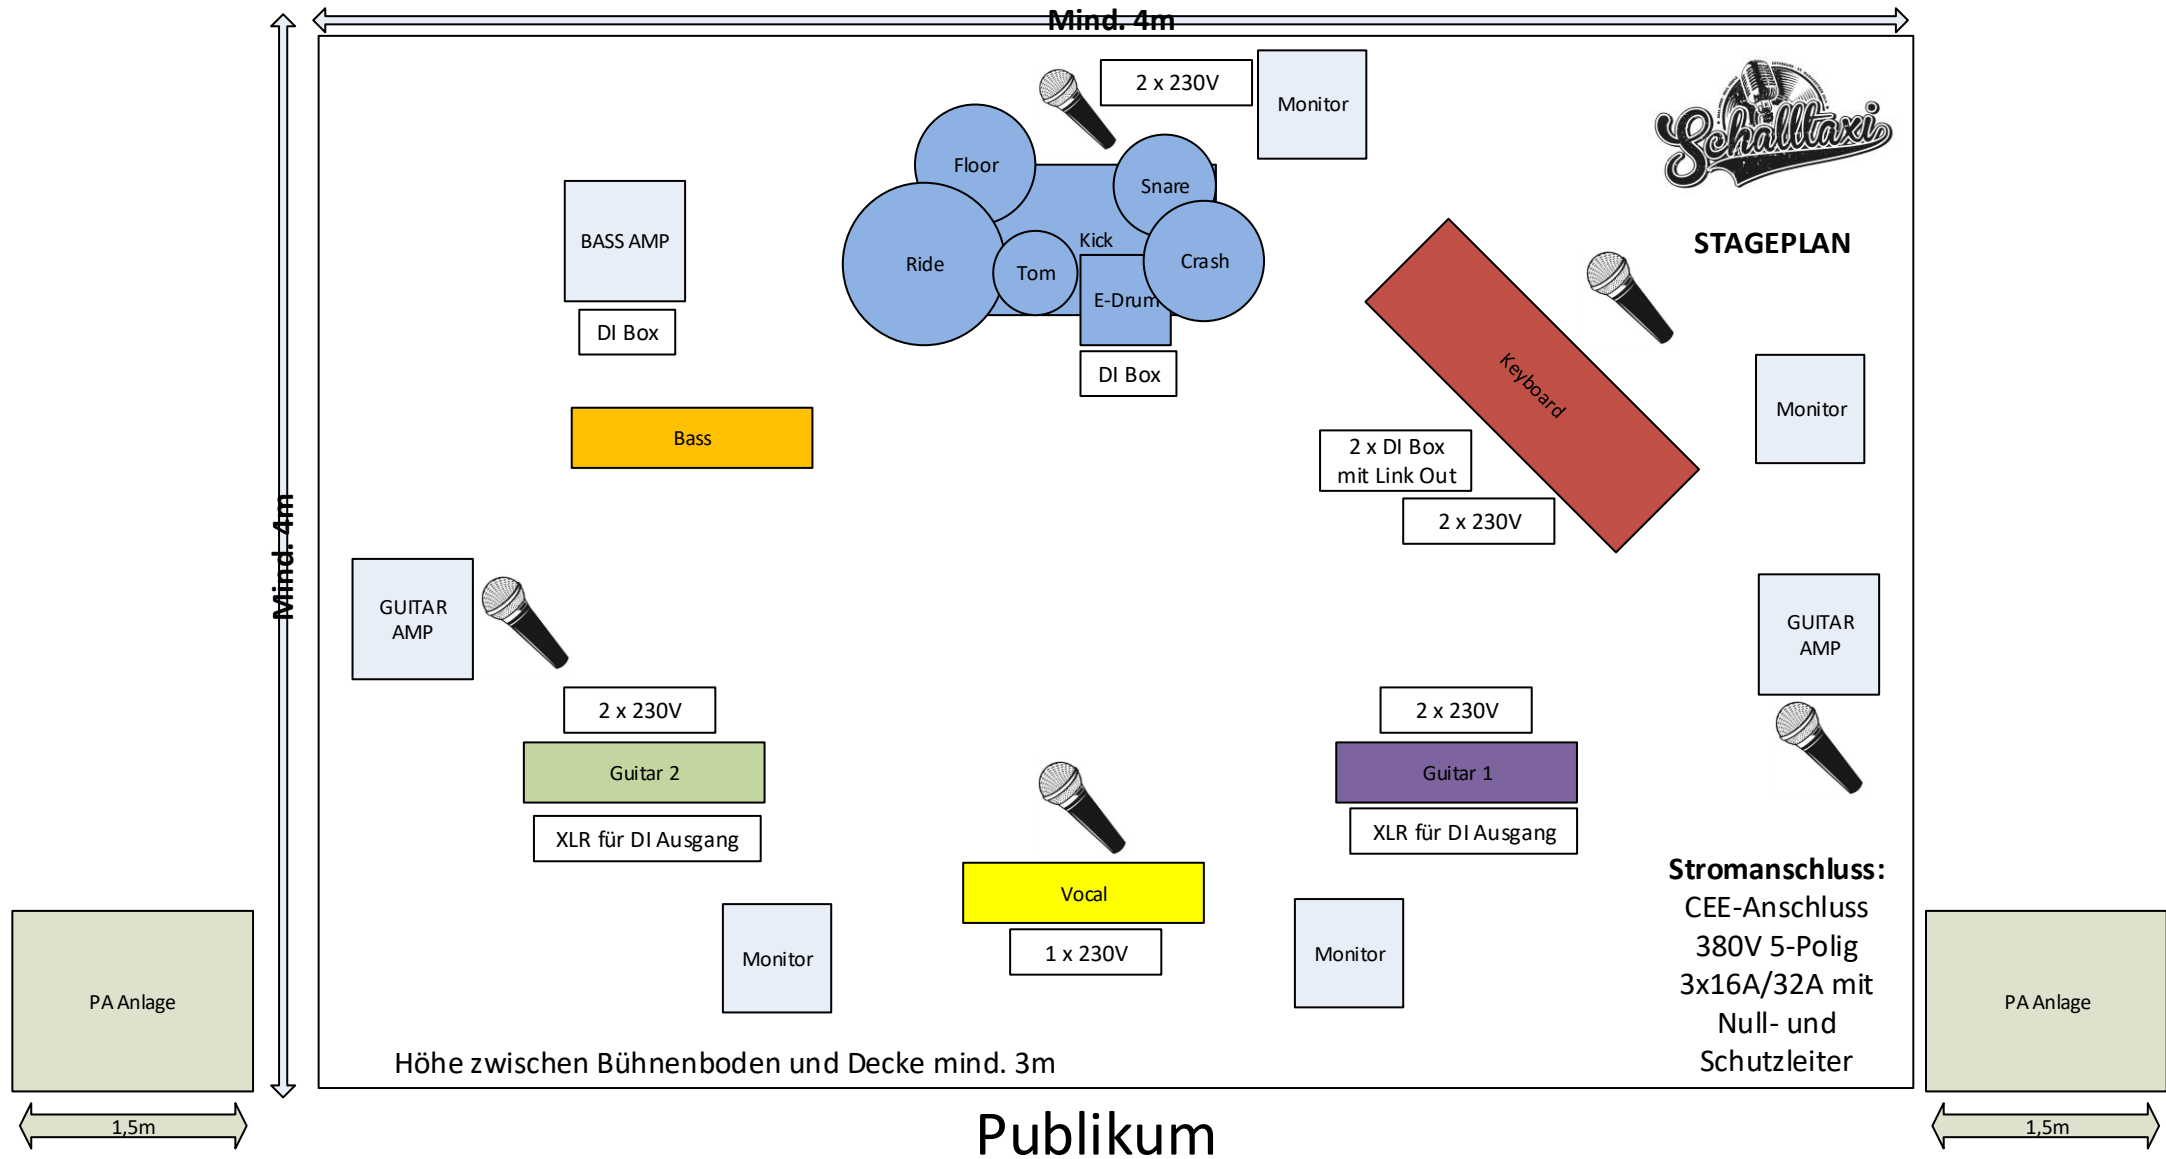 Mind. 4m
2 x 230V
Monitor
Schalltaxi
STAGEPLAN
Floor
Snare
BASS AMP
Kick
Ride
Tom
Crash
E-Drum
DI Box
DI Box
Keyboard
Monitor
Bass
2 x DI Box
mit Link Out
2 x 230V
Mind. 4m
GUITAR
AMP
GUITAR
AMP
2 x 230V
2 x 230V
Guitar 2
Guitar 1
XLR für DI Ausgang
XLR für DI Ausgang
Vocal
1 x 230V
Monitor
Monitor
Stromanschluss:
CEE-Anschluss
380V 5-Polig
3x16A/32A mit
Null- und
Schutzleiter
PA Anlage
PA Anlage
Höhe zwischen Bühnenboden und Decke mind. 3m
1,5m
Publikum
1,5m